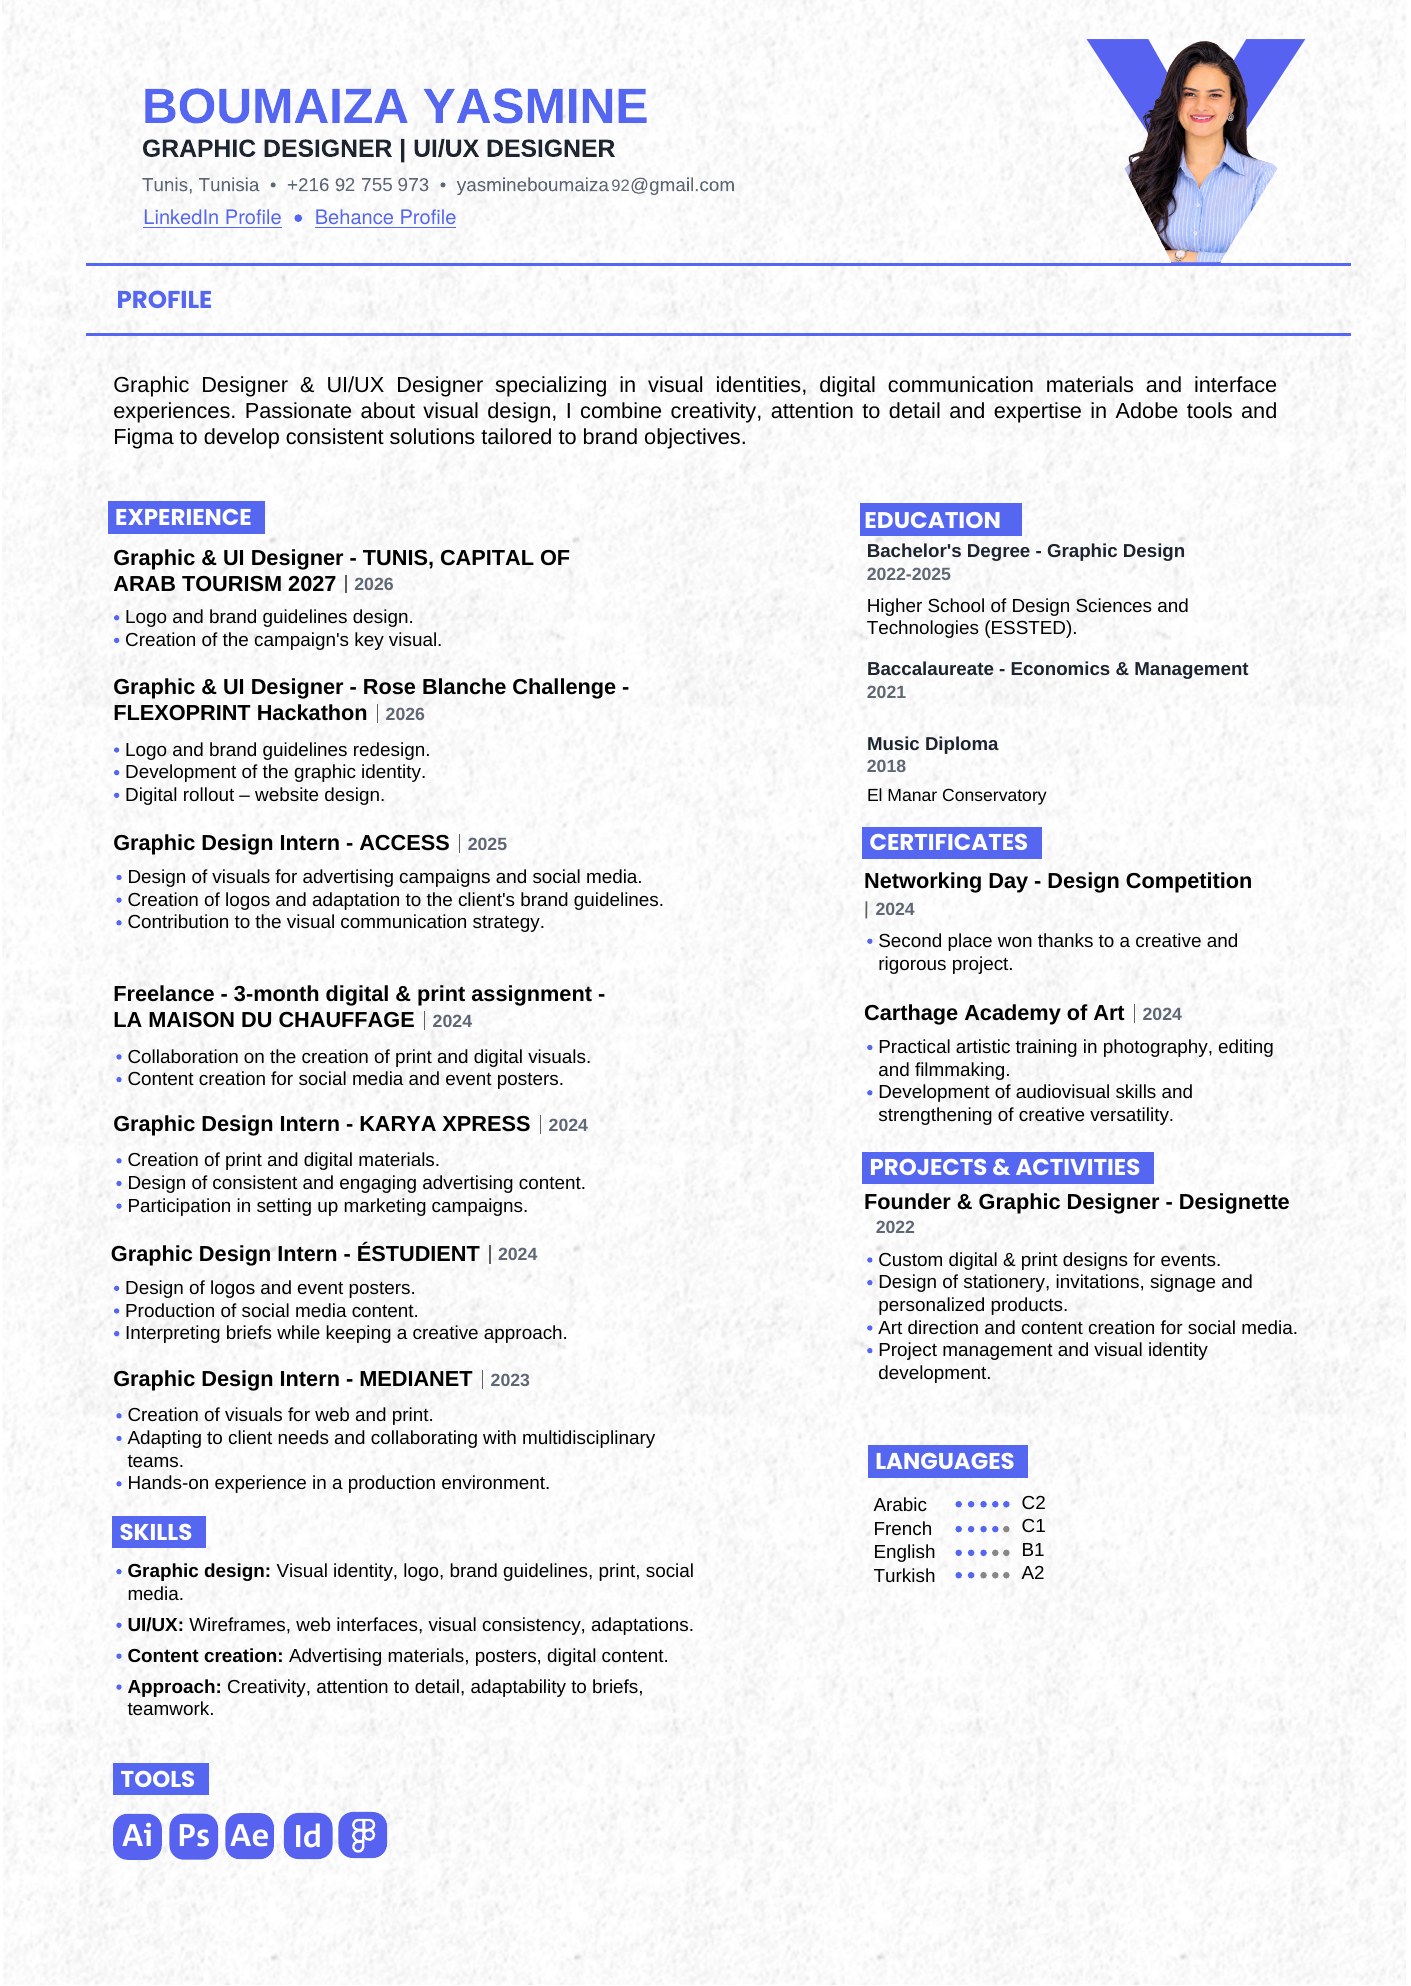 BOUMAIZA YASMINE
GRAPHIC DESIGNER | UI/UX DESIGNER
Tunis, Tunisia • +216 92 755 973 • yasmineboumaiza92@gmail.com
LinkedIn Profile ● Behance Profile
PROFILE
Graphic Designer & UI/UX Designer specializing in visual identities, digital communication materials and interface
experiences. Passionate about visual design, I combine creativity, attention to detail and expertise in Adobe tools and
Figma to develop consistent solutions tailored to brand objectives.
EXPERIENCE
Graphic & UI Designer - TUNIS, CAPITAL OF
ARAB TOURISM 2027 | 2026
• Logo and brand guidelines design.
• Creation of the campaign's key visual.
Graphic & UI Designer - Rose Blanche Challenge -
FLEXOPRINT Hackathon | 2026
• Logo and brand guidelines redesign.
• Development of the graphic identity.
• Digital rollout – website design.
Graphic Design Intern - ACCESS | 2025
• Design of visuals for advertising campaigns and social media.
• Creation of logos and adaptation to the client's brand guidelines.
• Contribution to the visual communication strategy.
Freelance - 3-month digital & print assignment -
LA MAISON DU CHAUFFAGE | 2024
• Collaboration on the creation of print and digital visuals.
• Content creation for social media and event posters.
Graphic Design Intern - KARYA XPRESS | 2024
• Creation of print and digital materials.
• Design of consistent and engaging advertising content.
• Participation in setting up marketing campaigns.
Graphic Design Intern - ÉSTUDIENT | 2024
• Design of logos and event posters.
• Production of social media content.
• Interpreting briefs while keeping a creative approach.
Graphic Design Intern - MEDIANET | 2023
• Creation of visuals for web and print.
• Adapting to client needs and collaborating with multidisciplinary
teams.
• Hands-on experience in a production environment.
SKILLS
• Graphic design: Visual identity, logo, brand guidelines, print, social
media.
• UI/UX: Wireframes, web interfaces, visual consistency, adaptations.
• Content creation: Advertising materials, posters, digital content.
• Approach: Creativity, attention to detail, adaptability to briefs,
teamwork.
TOOLS
Ai Ps Ae Id
EDUCATION
Bachelor's Degree - Graphic Design
2022-2025
Higher School of Design Sciences and
Technologies (ESSTED).
Baccalaureate - Economics & Management
2021
Music Diploma
2018
El Manar Conservatory
CERTIFICATES
Networking Day - Design Competition
| 2024
• Second place won thanks to a creative and
rigorous project.
Carthage Academy of Art | 2024
• Practical artistic training in photography, editing
and filmmaking.
• Development of audiovisual skills and
strengthening of creative versatility.
PROJECTS & ACTIVITIES
Founder & Graphic Designer - Designette
2022
• Custom digital & print designs for events.
• Design of stationery, invitations, signage and
personalized products.
• Art direction and content creation for social media.
• Project management and visual identity
development.
LANGUAGES
Arabic C2
French C1
English B1
Turkish A2